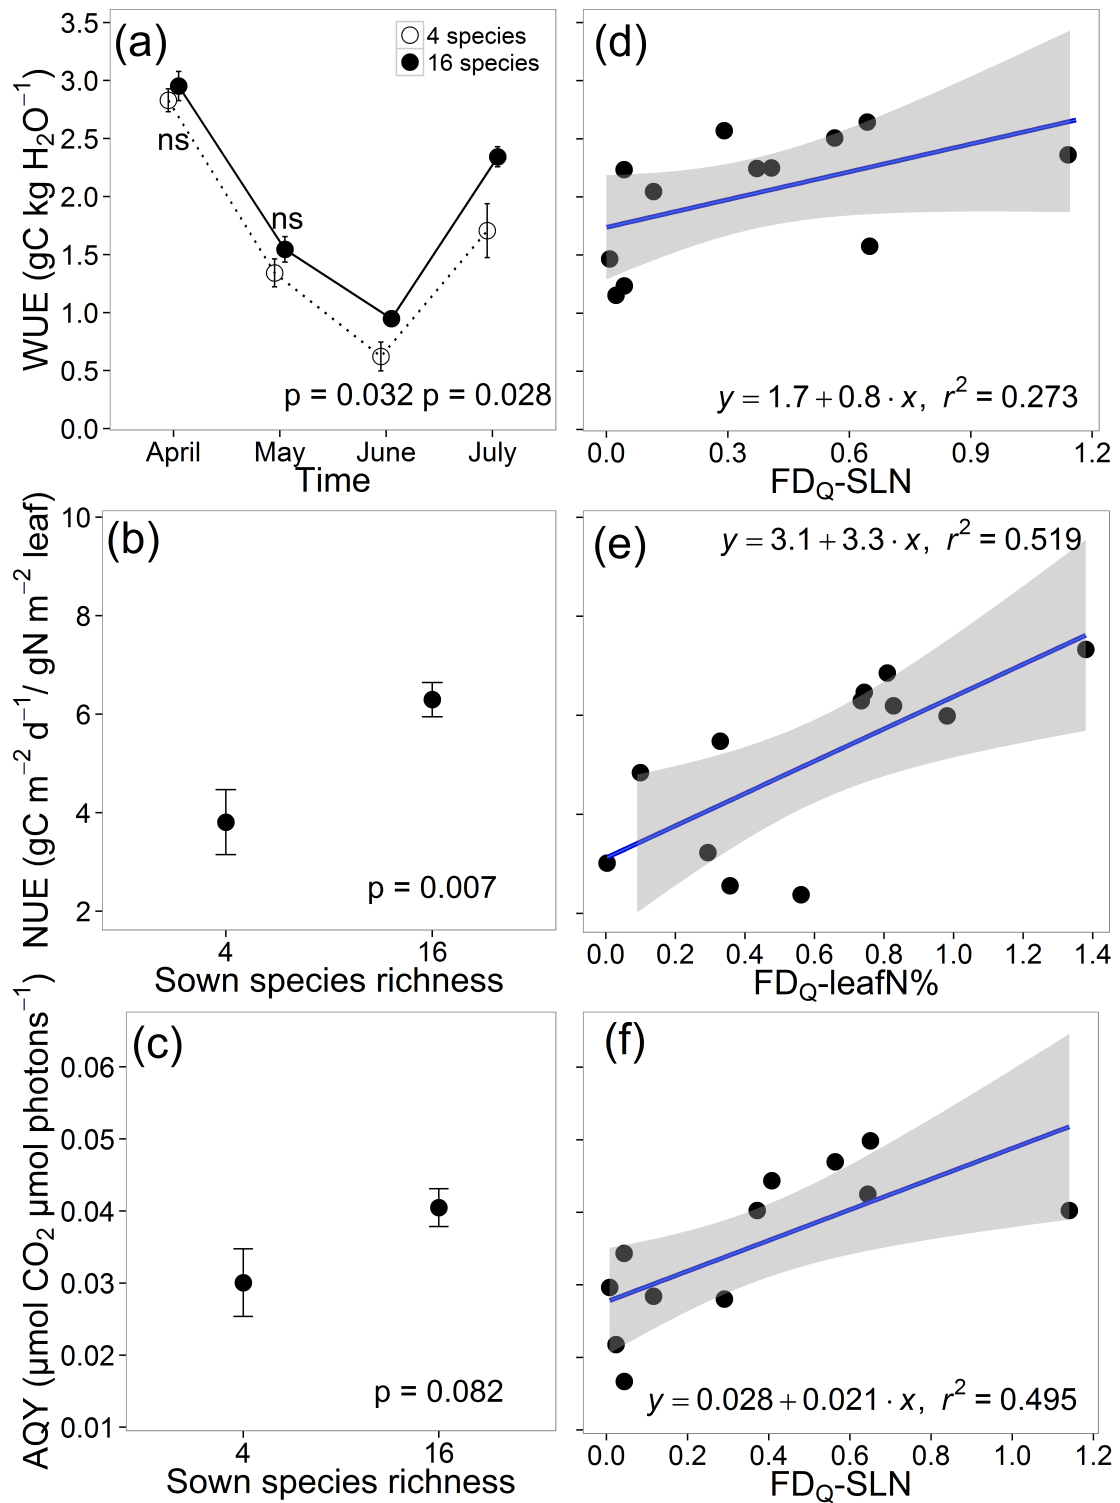 (a)
4 species
16 species
WUE (gC kg H₂O⁻¹)
3.5
3.0
2.5
2.0
1.5
1.0
0.5
0.0
ns
ns
p = 0.032 p = 0.028
April May June July
Time
(d)
y = 1.7 + 0.8 · x, r² = 0.273
0.0 0.3 0.6 0.9 1.2
FD_Q-SLN
(b)
NUE (gC m⁻² d⁻¹/ gN m⁻² leaf)
10
8
6
4
2
p = 0.007
4 16
Sown species richness
(e)
y = 3.1 + 3.3 · x, r² = 0.519
0.0 0.2 0.4 0.6 0.8 1.0 1.2 1.4
FD_Q-leafN%
(c)
AQY (μmol CO₂ μmol photons⁻¹)
0.06
0.05
0.04
0.03
0.02
0.01
p = 0.082
4 16
Sown species richness
(f)
y = 0.028 + 0.021 · x, r² = 0.495
0.0 0.2 0.4 0.6 0.8 1.0 1.2
FD_Q-SLN